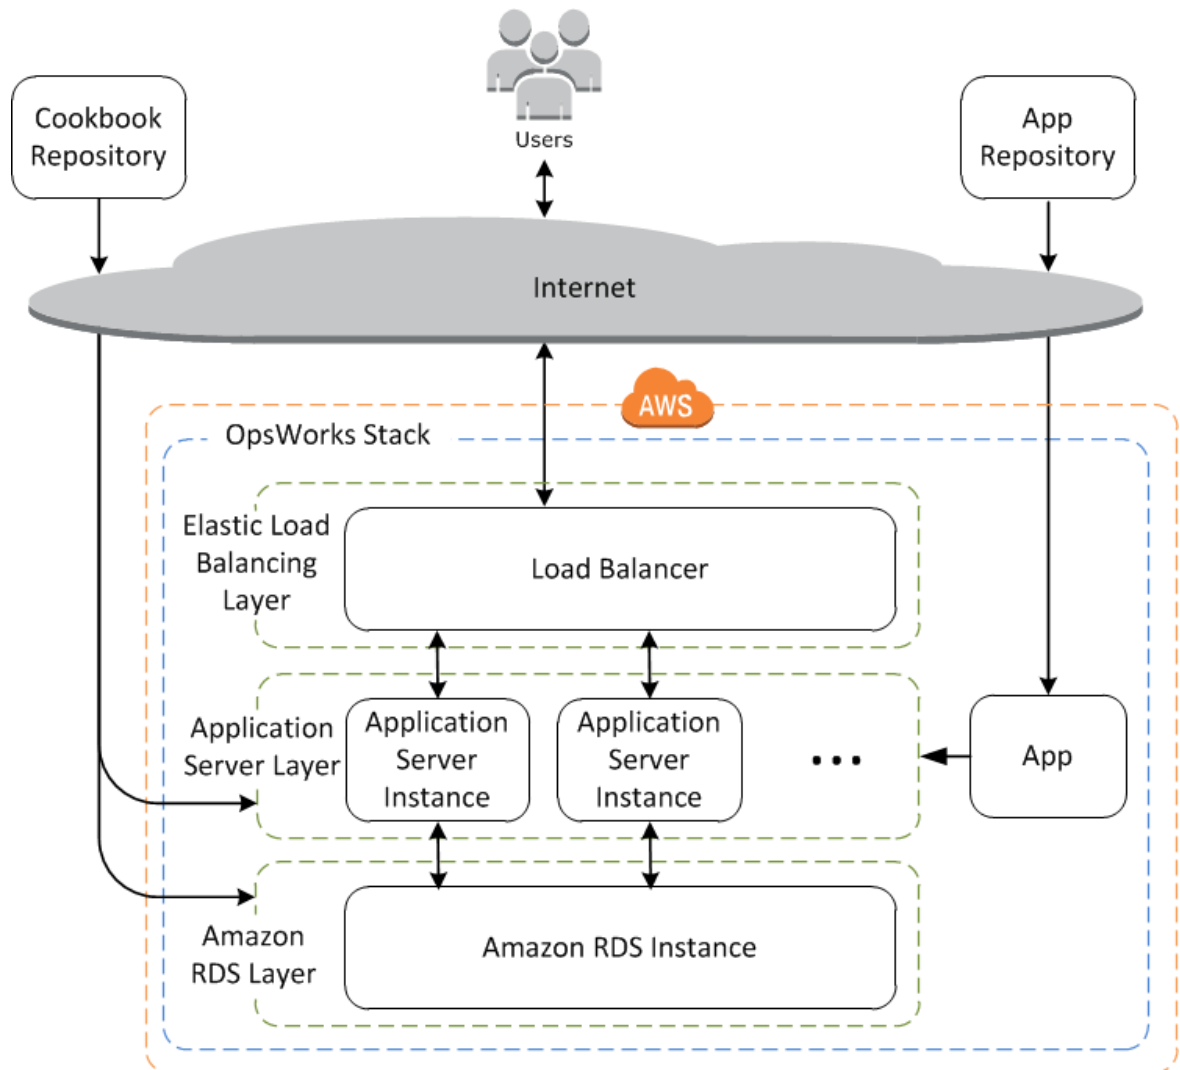 Users
Cookbook
Repository
App
Repository
Internet
AWS
OpsWorks Stack
Elastic Load
Balancing
Layer
Load Balancer
Application
Server Layer
Application
Server
Instance
Application
Server
Instance
...
App
Amazon
RDS Layer
Amazon RDS Instance